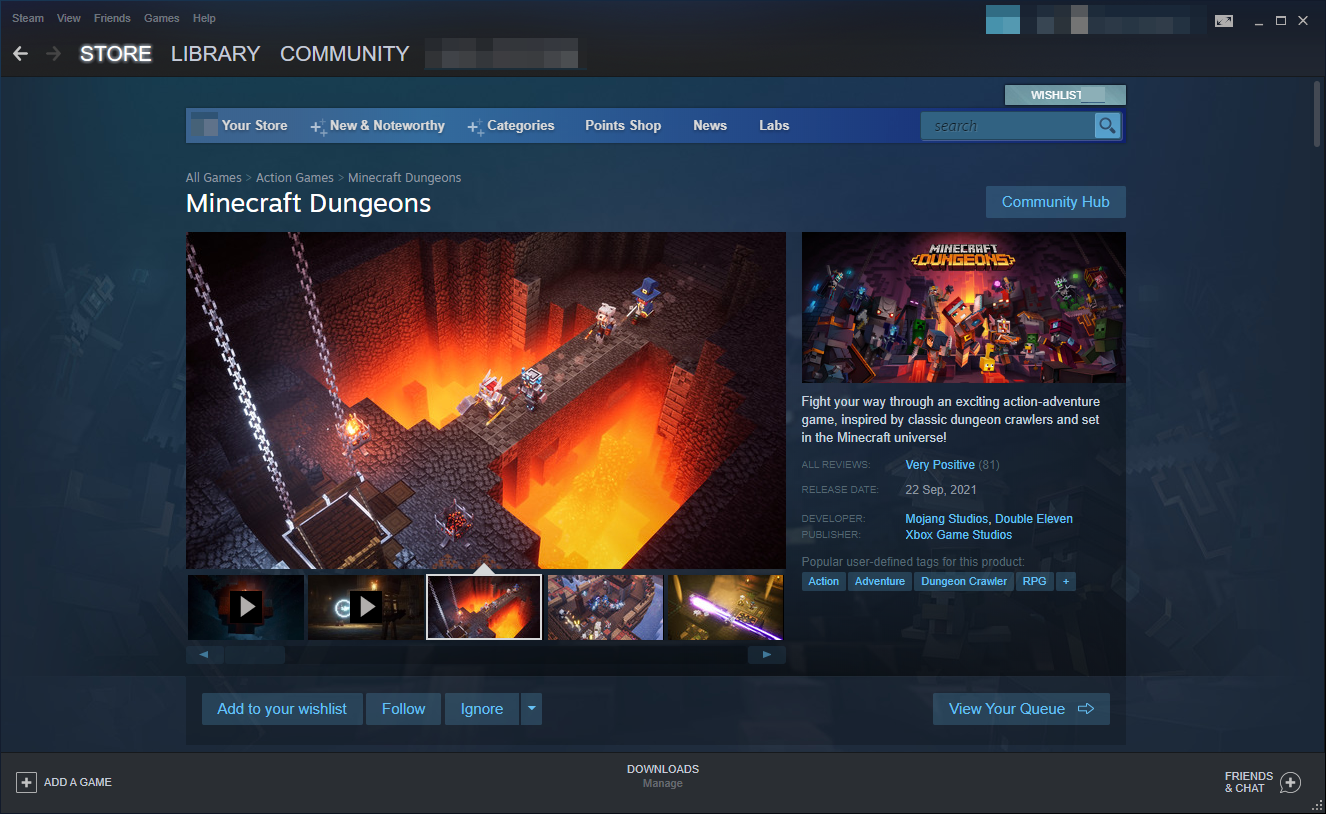 Steam View Friends Games Help
STORE LIBRARY COMMUNITY
WISHLIST
Your Store New & Noteworthy Categories Points Shop News Labs search
All Games > Action Games > Minecraft Dungeons
Minecraft Dungeons
Community Hub
MINECRAFT
DUNGEONS
Fight your way through an exciting action-adventure
game, inspired by classic dungeon crawlers and set
in the Minecraft universe!
ALL REVIEWS: Very Positive (81)
RELEASE DATE: 22 Sep, 2021
DEVELOPER: Mojang Studios, Double Eleven
PUBLISHER: Xbox Game Studios
Popular user-defined tags for this product:
Action Adventure Dungeon Crawler RPG +
Add to your wishlist Follow Ignore View Your Queue
ADD A GAME
DOWNLOADS
Manage
FRIENDS
& CHAT